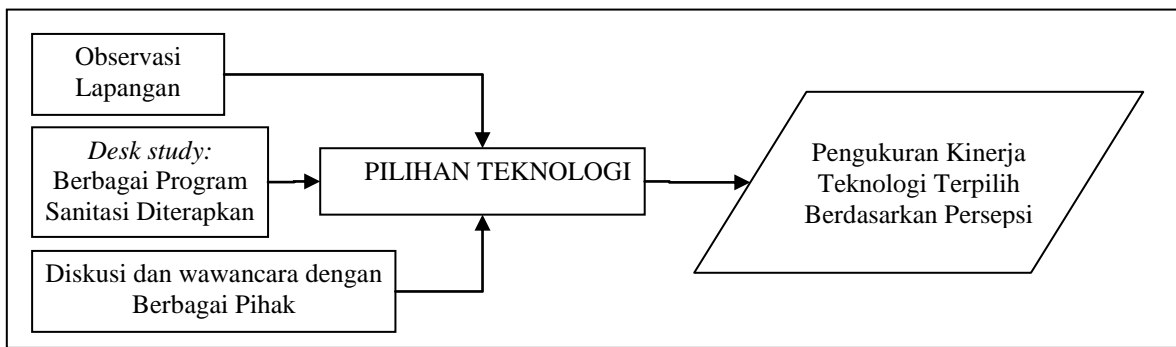 Observasi
Lapangan
Desk study:
Berbagai Program
Sanitasi Diterapkan
Diskusi dan wawancara dengan
Berbagai Pihak
PILIHAN TEKNOLOGI
Pengukuran Kinerja
Teknologi Terpilih
Berdasarkan Persepsi